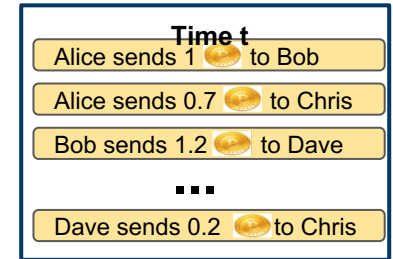 Time t
Alice sends 1 to Bob
Alice sends 0.7 to Chris
Bob sends 1.2 to Dave
...
Dave sends 0.2 to Chris